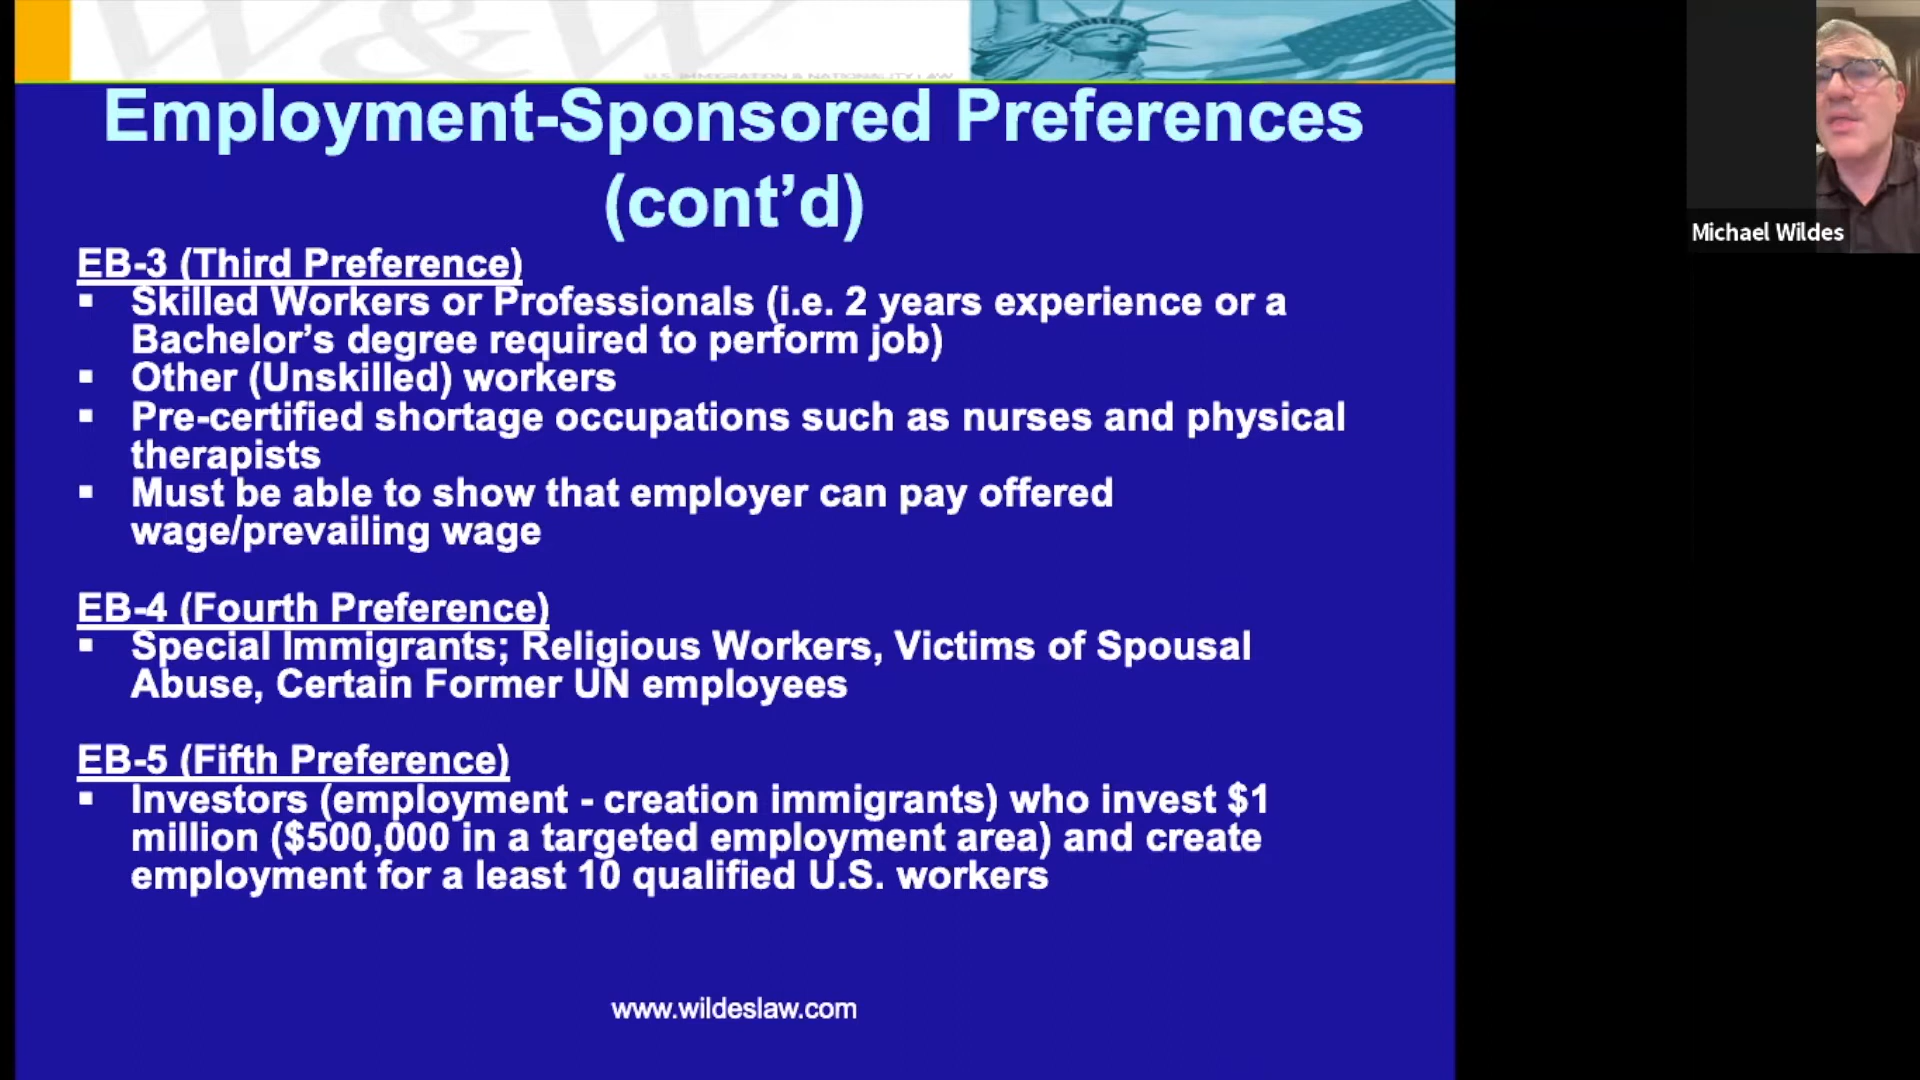 W&W
U.S. IMMIGRATION & NATIONALITY LAW
Employment-Sponsored Preferences
(cont’d)
EB-3 (Third Preference)
▪ Skilled Workers or Professionals (i.e. 2 years experience or a
Bachelor’s degree required to perform job)
▪ Other (Unskilled) workers
▪ Pre-certified shortage occupations such as nurses and physical
therapists
▪ Must be able to show that employer can pay offered
wage/prevailing wage
EB-4 (Fourth Preference)
▪ Special Immigrants; Religious Workers, Victims of Spousal
Abuse, Certain Former UN employees
EB-5 (Fifth Preference)
▪ Investors (employment - creation immigrants) who invest $1
million ($500,000 in a targeted employment area) and create
employment for a least 10 qualified U.S. workers
www.wildeslaw.com
Michael Wildes